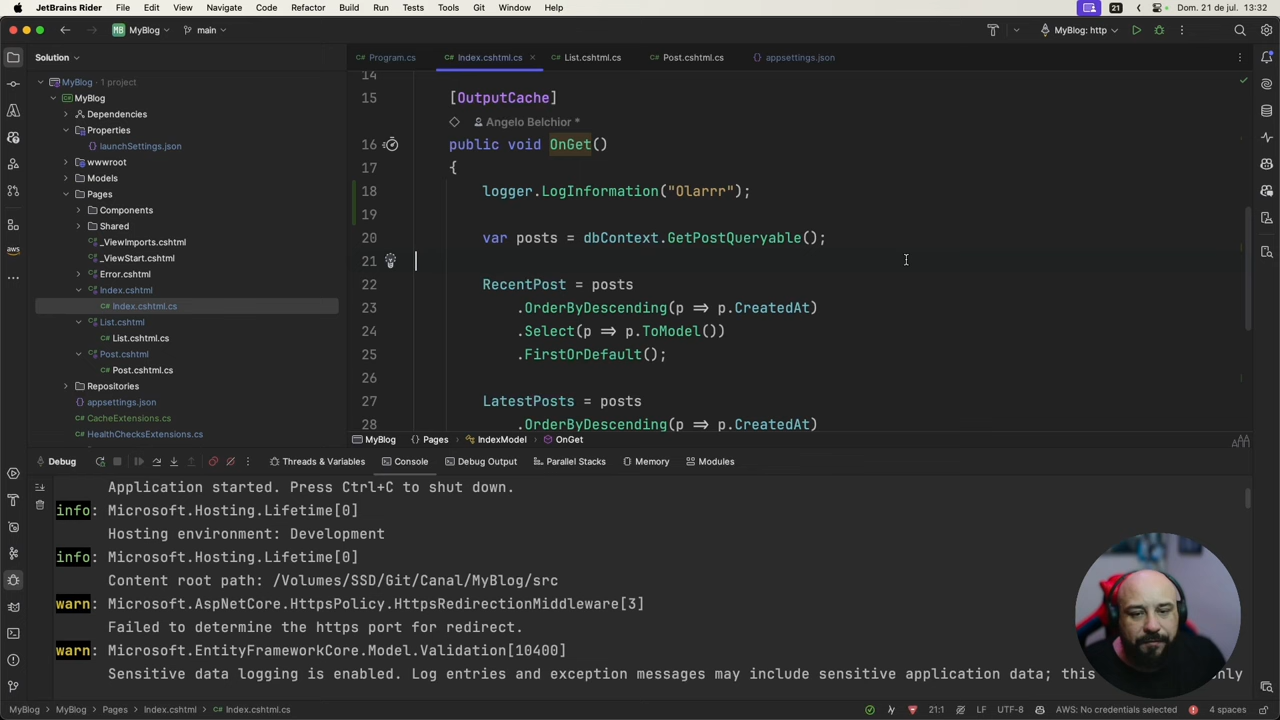 JetBrains Rider File Edit View Navigate Code Refactor Build Run Tests Tools Git Window Help 21 Dom. 21 de jul. 13:32
MB MyBlog main MyBlog: http
Solution Program.cs Index.cshtml.cs List.cshtml.cs Post.cshtml.cs appsettings.json
MyBlog 1 project
MyBlog
Dependencies
Properties
launchSettings.json
wwwroot
Models
Pages
Components
Shared
_ViewImports.cshtml
_ViewStart.cshtml
Error.cshtml
Index.cshtml
Index.cshtml.cs
List.cshtml
List.cshtml.cs
Post.cshtml
Post.cshtml.cs
Repositories
appsettings.json
CacheExtensions.cs
HealthChecksExtensions.cs
aws
14
15 [OutputCache]
Angelo Belchior *
16 public void OnGet()
17 {
18 logger.LogInformation("Olarrr");
19
20 var posts = dbContext.GetPostQueryable();
21
22 RecentPost = posts
23 .OrderByDescending(p => p.CreatedAt)
24 .Select(p => p.ToModel())
25 .FirstOrDefault();
26
27 LatestPosts = posts
28 .OrderByDescending(p => p.CreatedAt)
MyBlog Pages IndexModel OnGet
Debug Threads & Variables Console Debug Output Parallel Stacks Memory Modules
Application started. Press Ctrl+C to shut down.
info: Microsoft.Hosting.Lifetime[0]
Hosting environment: Development
info: Microsoft.Hosting.Lifetime[0]
Content root path: /Volumes/SSD/Git/Canal/MyBlog/src
warn: Microsoft.AspNetCore.HttpsPolicy.HttpsRedirectionMiddleware[3]
Failed to determine the https port for redirect.
warn: Microsoft.EntityFrameworkCore.Model.Validation[10400]
Sensitive data logging is enabled. Log entries and exception messages may include sensitive application data; this only
MyBlog MyBlog Pages Index.cshtml Index.cshtml.cs 21:1 LF UTF-8 AWS: No credentials selected 4 spaces